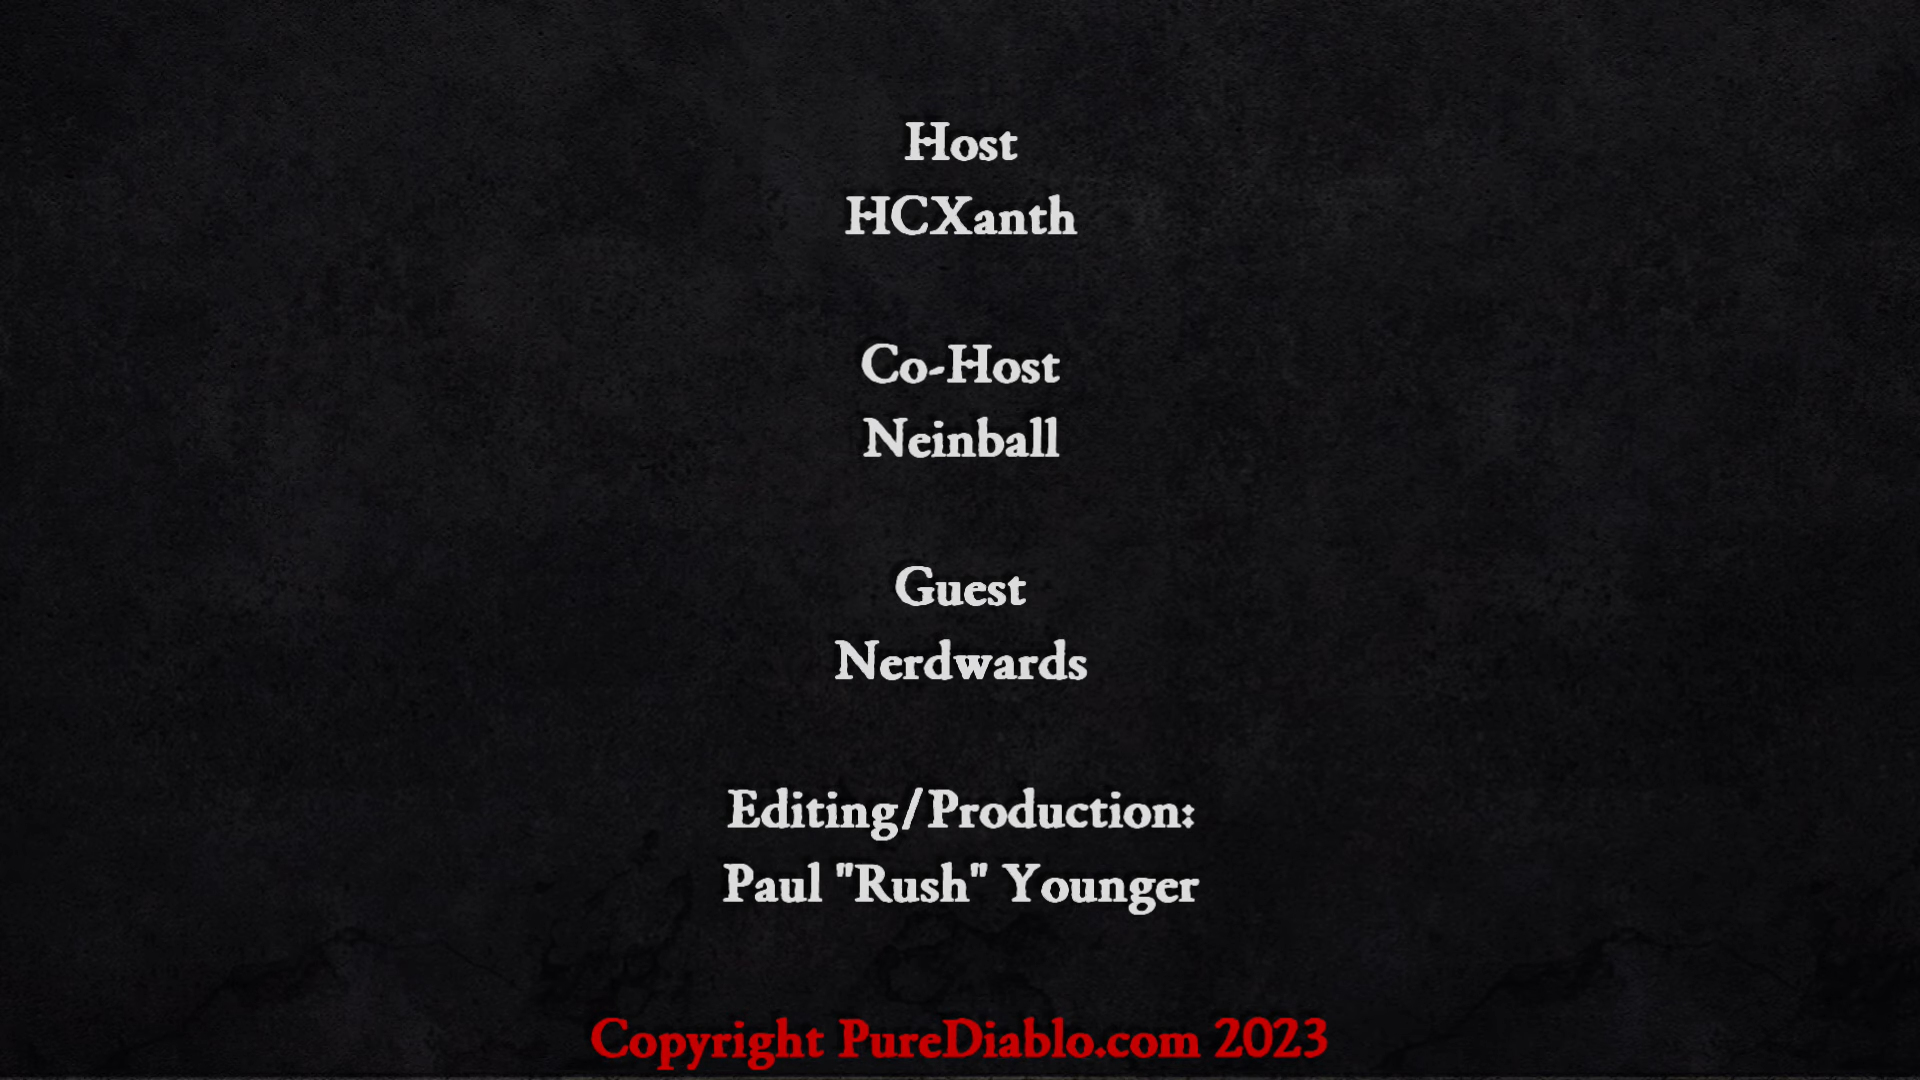 Host
HCXanth
Co-Host
Neinball
Guest
Nerdwards
Editing/Production:
Paul "Rush" Younger
Copyright PureDiablo.com 2023